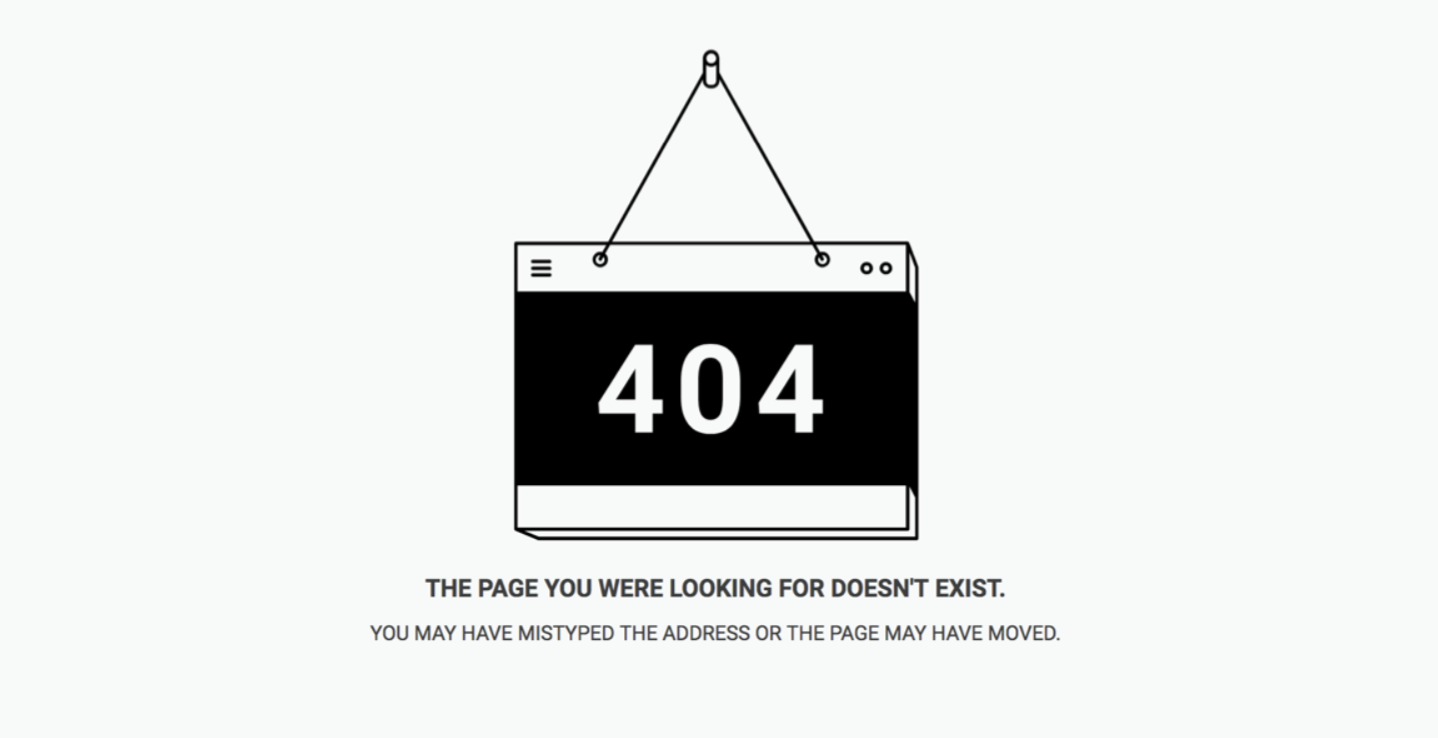 404
THE PAGE YOU WERE LOOKING FOR DOESN'T EXIST.
YOU MAY HAVE MISTYPED THE ADDRESS OR THE PAGE MAY HAVE MOVED.